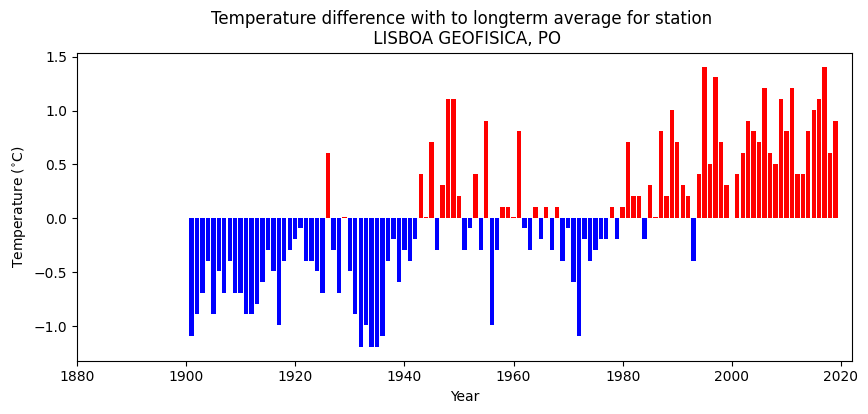 Temperature difference with to longterm average for station
LISBOA GEOFISICA, PO
1.5
1.0
0.5
0.0
−0.5
−1.0
Temperature (°C)
1880 1900 1920 1940 1960 1980 2000 2020
Year